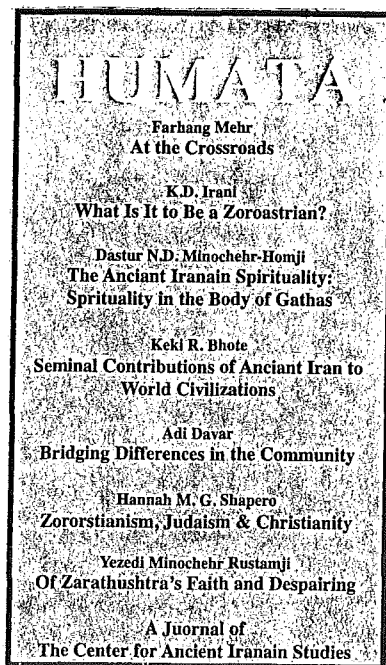 HUMATA
Farhang Mehr
At the Crossroads
K.D. Irani
What Is It to Be a Zoroastrian?
Dastur N.D. Minochehr-Homji
The Ancient Iranain Spirituality:
Sprituality in the Body of Gathas
Keki R. Bhote
Seminal Contributions of Anciant Iran to
World Civilizations
Adi Davar
Bridging Differences in the Community
Hannah M. G. Shapero
Zororstianism, Judaism & Christianity
Yezedi Minochehr Rustamji
Of Zarathushtra's Faith and Despairing
A Juornal of
The Center for Ancient Iranain Studies